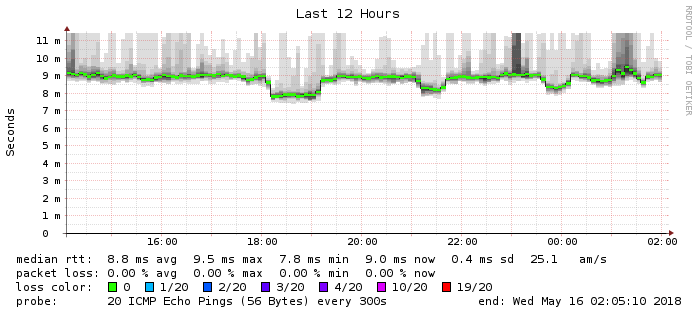 Last 12 Hours
RRDTOOL / TOBI OETIKER
Seconds
11 m
10 m
9 m
8 m
7 m
6 m
5 m
4 m
3 m
2 m
1 m
0
16:00 18:00 20:00 22:00 00:00 02:00
median rtt: 8.8 ms avg 9.5 ms max 7.8 ms min 9.0 ms now 0.4 ms sd 25.1 am/s
packet loss: 0.00 % avg 0.00 % max 0.00 % min 0.00 % now
loss color: 0 1/20 2/20 3/20 4/20 10/20 19/20
probe: 20 ICMP Echo Pings (56 Bytes) every 300s end: Wed May 16 02:05:10 2018